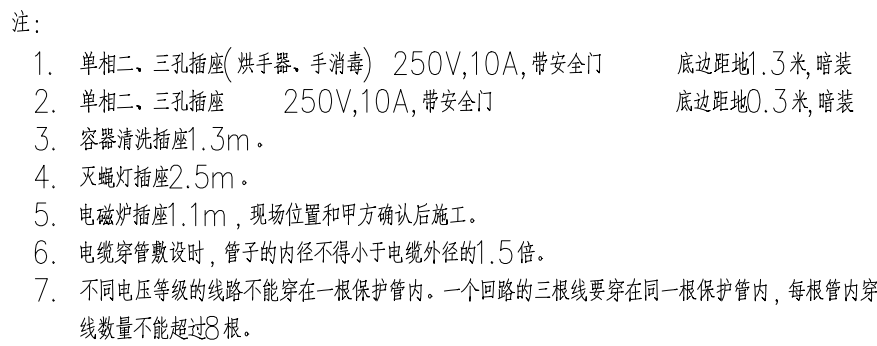 注:
1. 单相二、三孔插座(烘手器、手消毒) 250V,10A,带安全门 底边距地1.3米,暗装
2. 单相二、三孔插座 250V,10A,带安全门 底边距地0.3米,暗装
3. 容器清洗插座1.3m。
4. 灭蝇灯插座2.5m。
5. 电磁炉插座1.1m,现场位置和甲方确认后施工。
6. 电缆穿管敷设时,管子的内径不得小于电缆外径的1.5倍。
7. 不同电压等级的线路不能穿在一根保护管内。一个回路的三根线要穿在同一根保护管内,每根管内穿
线数量不能超过8根。